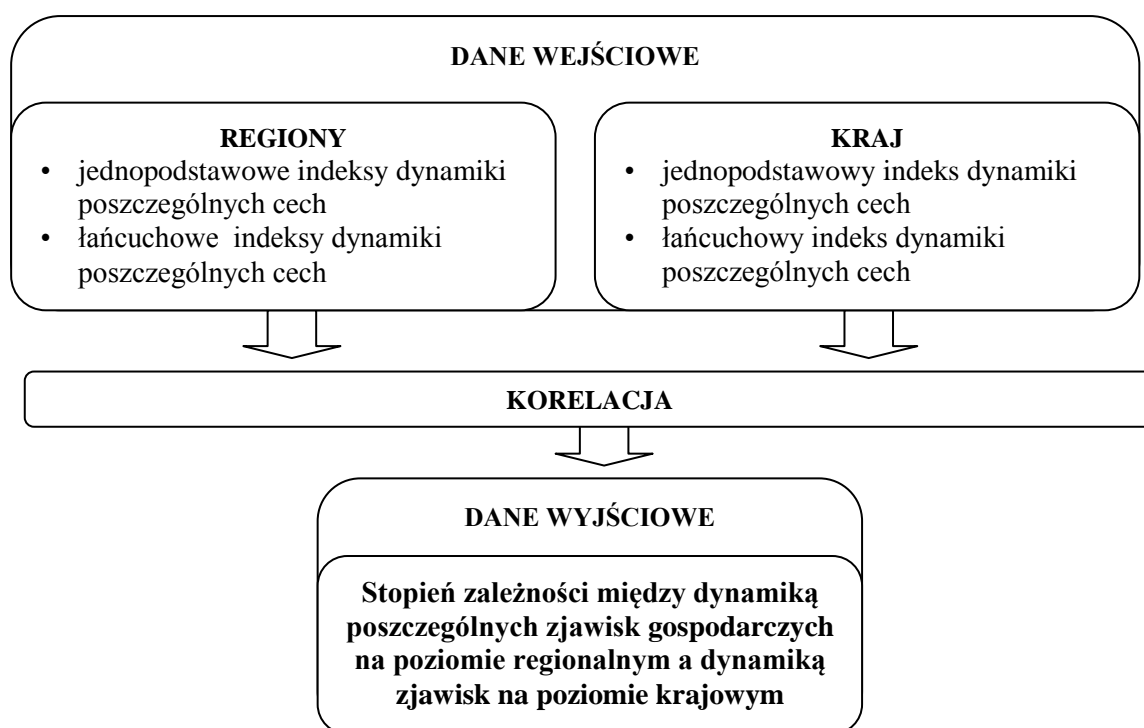 DANE WEJŚCIOWE
REGIONY
• jednopodstawowe indeksy dynamiki
poszczególnych cech
• łańcuchowe indeksy dynamiki
poszczególnych cech
KRAJ
• jednopodstawowy indeks dynamiki
poszczególnych cech
• łańcuchowy indeks dynamiki
poszczególnych cech
KORELACJA
DANE WYJŚCIOWE
Stopień zależności między dynamiką
poszczególnych zjawisk gospodarczych
na poziomie regionalnym a dynamiką
zjawisk na poziomie krajowym